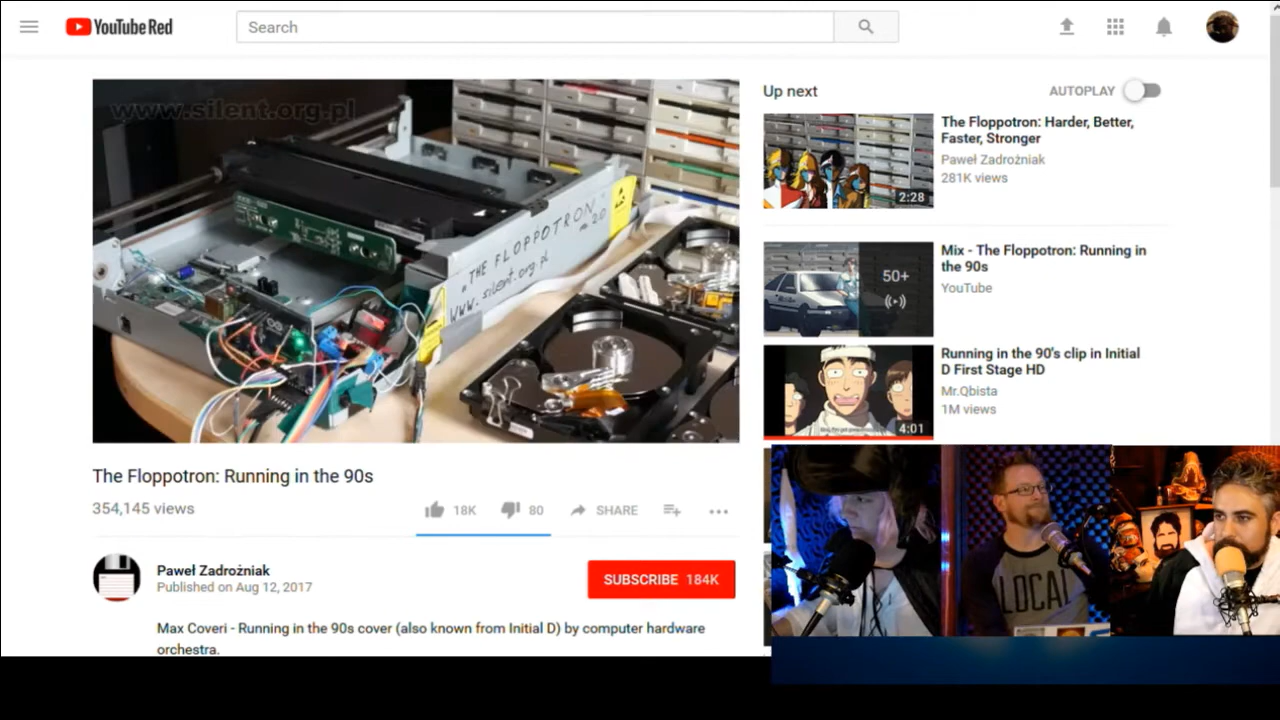 YouTube Red
Search
www.silent.org.pl
"THE FLOPPOTRON"
2.0
www.silent.org.pl
Up next
AUTOPLAY
The Floppotron: Harder, Better,
Faster, Stronger
Paweł Zadrożniak
281K views
2:28
Mix - The Floppotron: Running in
the 90s
YouTube
50+
Running in the 90's clip in Initial
D First Stage HD
Mr.Qbista
1M views
4:01
The Floppotron: Running in the 90s
354,145 views
18K
80
SHARE
Paweł Zadrożniak
Published on Aug 12, 2017
SUBSCRIBE 184K
Max Coveri - Running in the 90s cover (also known from Initial D) by computer hardware
orchestra.
LOCAL